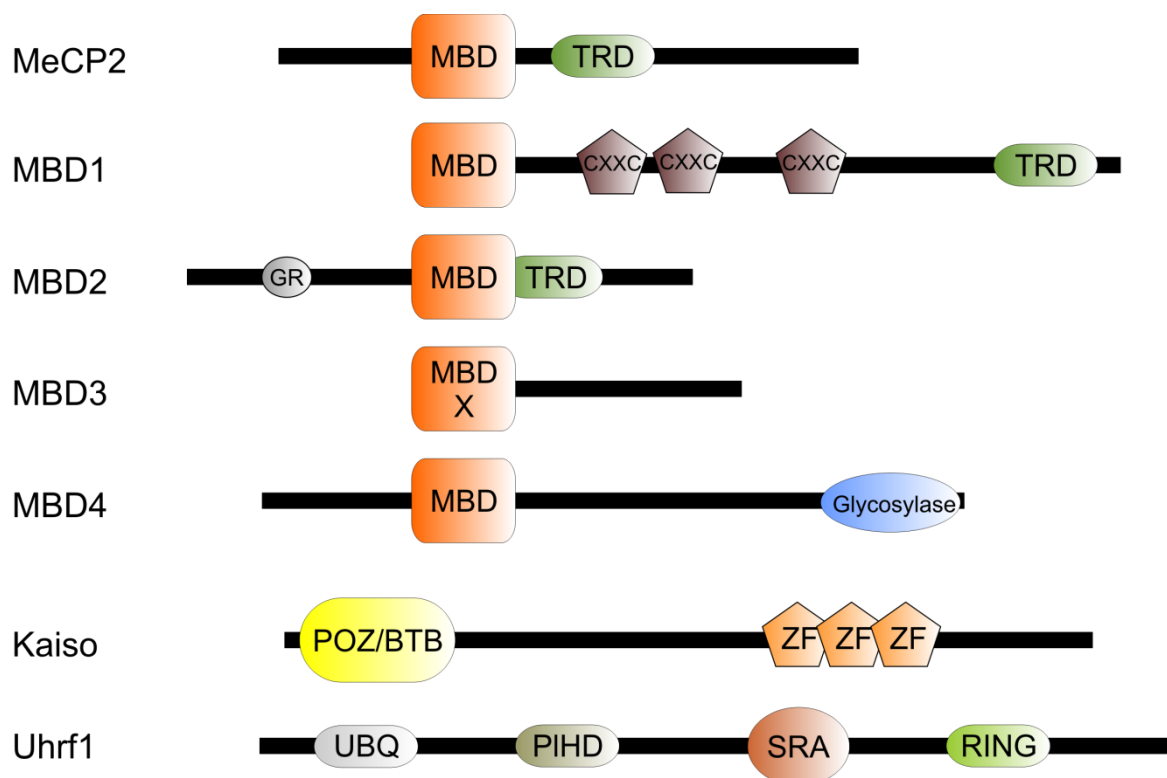 MeCP2 MBD TRD
MBD1 MBD CXXC CXXC CXXC TRD
MBD2 GR MBD TRD
MBD3 MBD
X
MBD4 MBD Glycosylase
Kaiso POZ/BTB ZF ZF ZF
Uhrf1 UBQ PIHD SRA RING